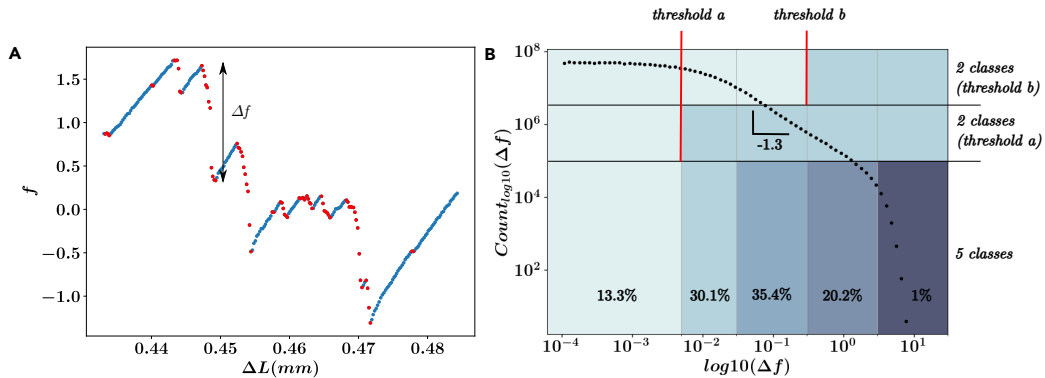 A
f
1.5
1.0
0.5
0.0
−0.5
−1.0
Δf
0.44
0.45
0.46
0.47
0.48
ΔL(mm)
threshold a
threshold b
B
Count_{log10}(Δf)
10^8
10^6
10^4
10^2
-1.3
2 classes
(threshold b)
2 classes
(threshold a)
5 classes
13.3%
30.1%
35.4%
20.2%
1%
10^{−4}
10^{−3}
10^{−2}
10^{−1}
10^0
10^1
log10(Δf)